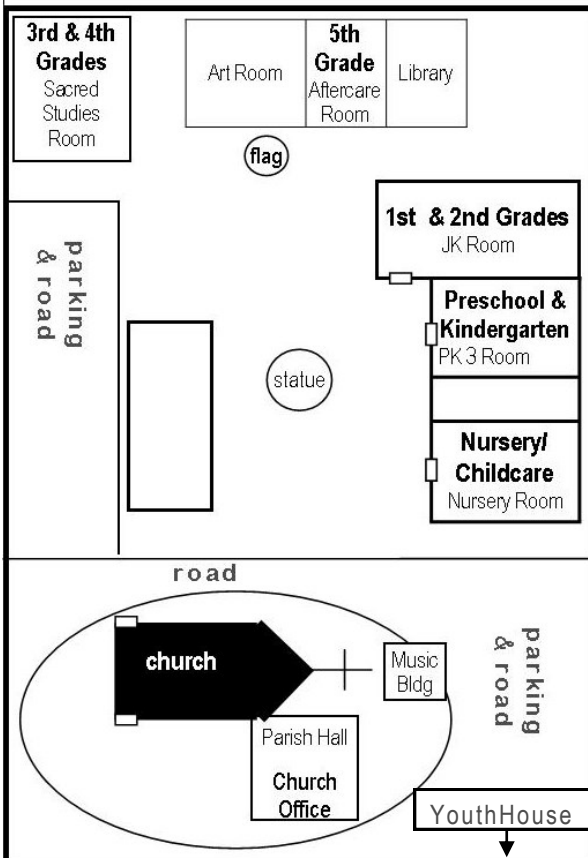 3rd & 4th
Grades
Sacred
Studies
Room
Art Room
5th
Grade
Aftercare
Room
Library
flag
1st & 2nd Grades
JK Room
parking
& road
Preschool &
Kindergarten
PK 3 Room
statue
Nursery/
Childcare
Nursery Room
road
church
Music
Bldg
parking
& road
Parish Hall
Church
Office
YouthHouse